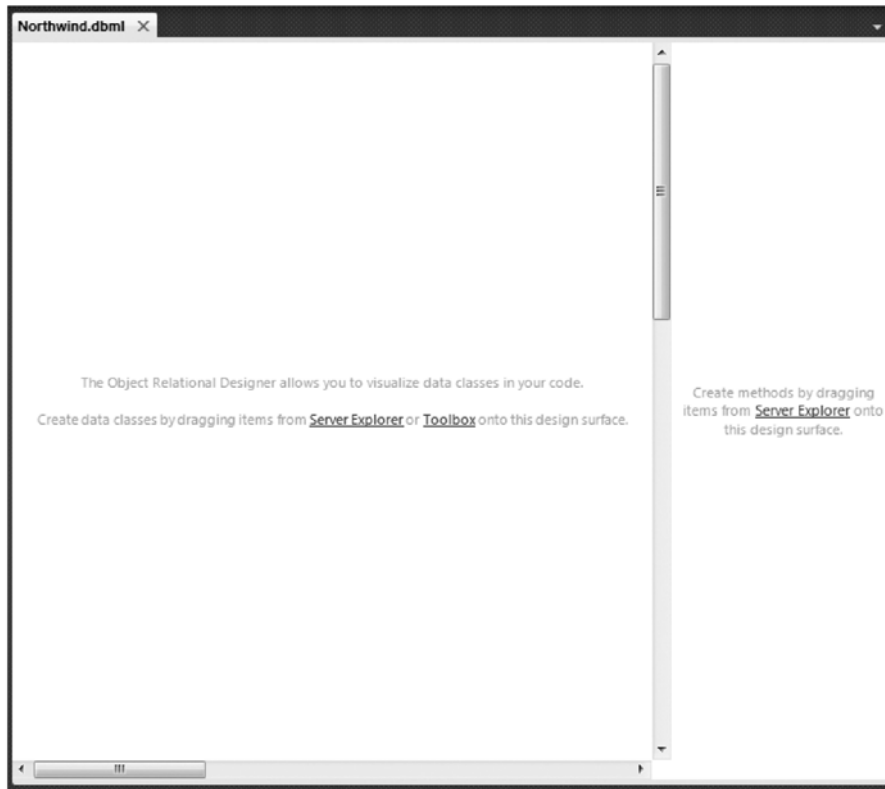 Northwind.dbml
The Object Relational Designer allows you to visualize data classes in your code.
Create data classes by dragging items from Server Explorer or Toolbox onto this design surface.
Create methods by dragging
items from Server Explorer onto
this design surface.